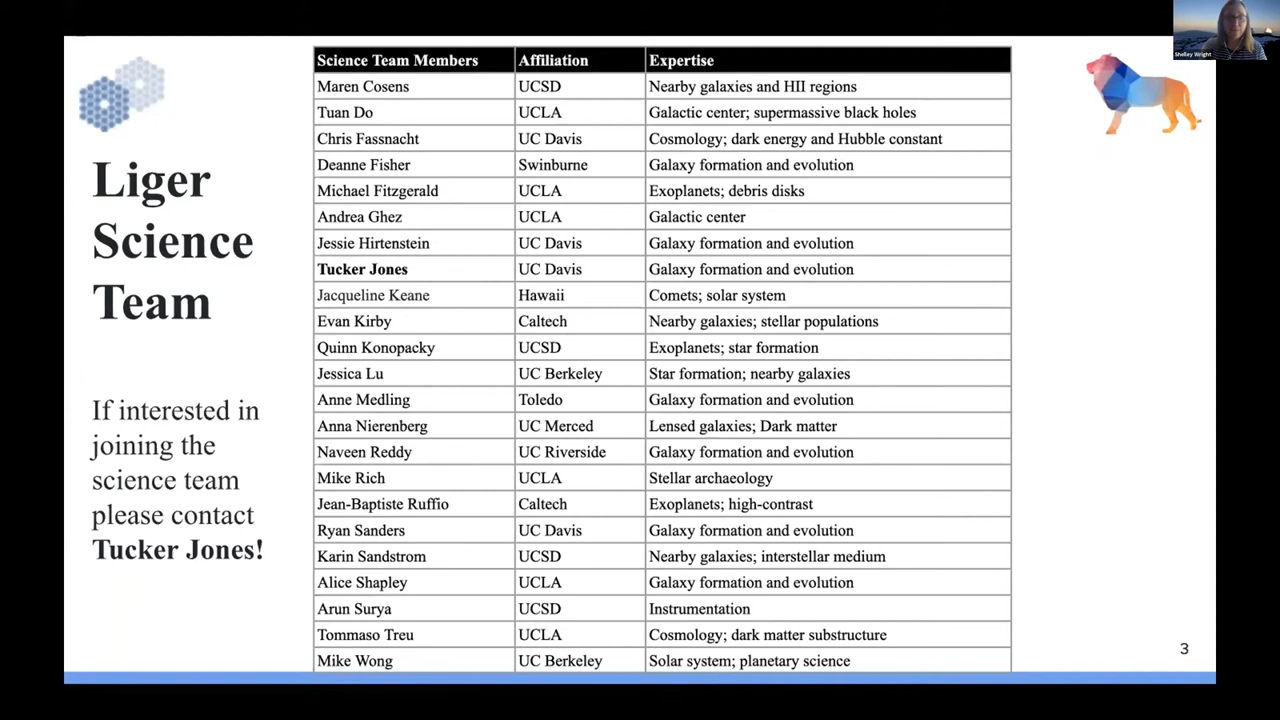 Shelley Wright
Liger
Science
Team
If interested in
joining the
science team
please contact
Tucker Jones!
Science Team Members Affiliation Expertise
Maren Cosens UCSD Nearby galaxies and HII regions
Tuan Do UCLA Galactic center; supermassive black holes
Chris Fassnacht UC Davis Cosmology; dark energy and Hubble constant
Deanne Fisher Swinburne Galaxy formation and evolution
Michael Fitzgerald UCLA Exoplanets; debris disks
Andrea Ghez UCLA Galactic center
Jessie Hirtenstein UC Davis Galaxy formation and evolution
Tucker Jones UC Davis Galaxy formation and evolution
Jacqueline Keane Hawaii Comets; solar system
Evan Kirby Caltech Nearby galaxies; stellar populations
Quinn Konopacky UCSD Exoplanets; star formation
Jessica Lu UC Berkeley Star formation; nearby galaxies
Anne Medling Toledo Galaxy formation and evolution
Anna Nierenberg UC Merced Lensed galaxies; Dark matter
Naveen Reddy UC Riverside Galaxy formation and evolution
Mike Rich UCLA Stellar archaeology
Jean-Baptiste Ruffio Caltech Exoplanets; high-contrast
Ryan Sanders UC Davis Galaxy formation and evolution
Karin Sandstrom UCSD Nearby galaxies; interstellar medium
Alice Shapley UCLA Galaxy formation and evolution
Arun Surya UCSD Instrumentation
Tommaso Treu UCLA Cosmology; dark matter substructure
Mike Wong UC Berkeley Solar system; planetary science
3